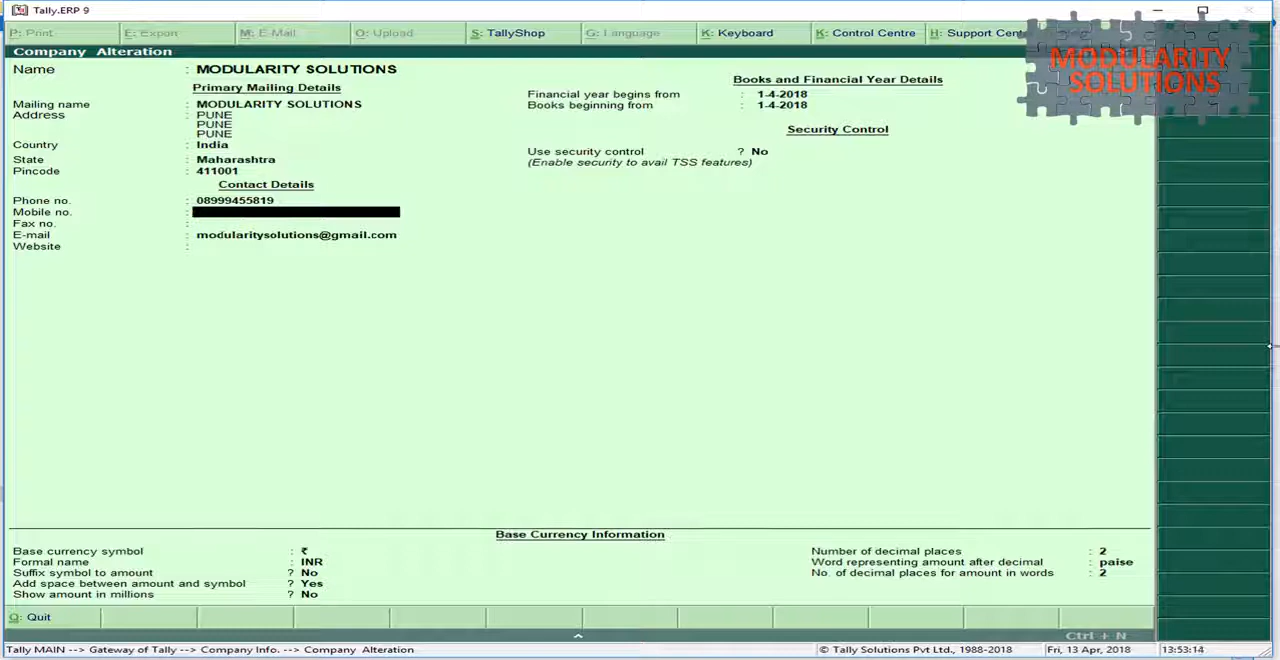 Tally.ERP 9
P: Print E: Export M: E-Mail O: Upload S: TallyShop G: Language K: Keyboard K: Control Centre H: Support Cent
MODULARITY
SOLUTIONS
Company Alteration
Name : MODULARITY SOLUTIONS
Primary Mailing Details
Mailing name : MODULARITY SOLUTIONS
Address : PUNE
PUNE
PUNE
Country : India
State : Maharashtra
Pincode : 411001
Contact Details
Phone no. : 08999455819
Mobile no. :
Fax no. :
E-mail : modularitysolutions@gmail.com
Website :
Books and Financial Year Details
Financial year begins from : 1-4-2018
Books beginning from : 1-4-2018
Security Control
Use security control ? No
(Enable security to avail TSS features)
Base Currency Information
Base currency symbol : ₹
Formal name : INR
Suffix symbol to amount ? No
Add space between amount and symbol ? Yes
Show amount in millions ? No
Number of decimal places : 2
Word representing amount after decimal : paise
No. of decimal places for amount in words : 2
Q: Quit
Ctrl + N
Tally MAIN --> Gateway of Tally --> Company Info. --> Company Alteration © Tally Solutions Pvt Ltd., 1988-2018 Fri, 13 Apr, 2018 13:53:14